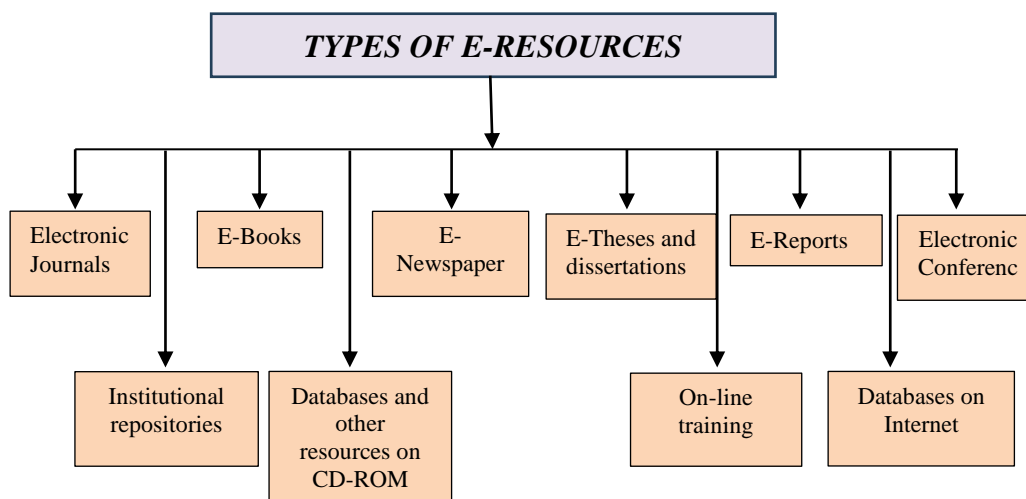 TYPES OF E-RESOURCES
Electronic
Journals
E-Books
E-
Newspaper
E-Theses and
dissertations
E-Reports
Electronic
Conferenc
Institutional
repositories
Databases and
other
resources on
CD-ROM
On-line
training
Databases on
Internet